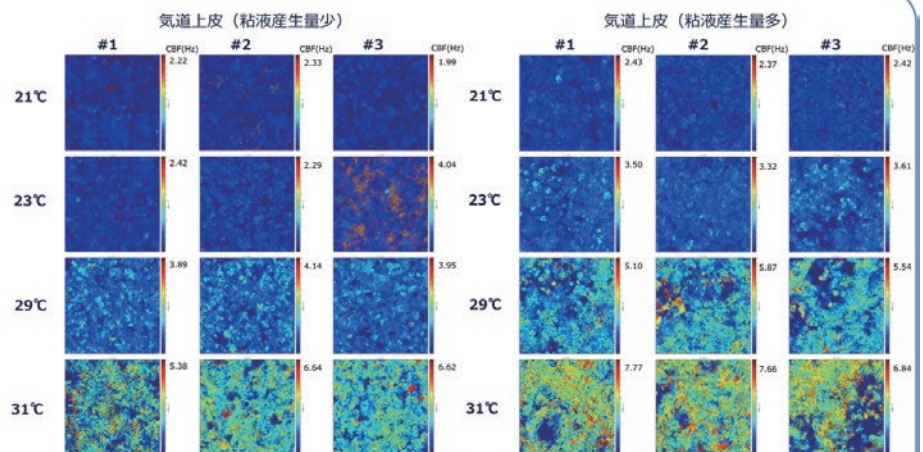 気道上皮（粘液産生量少）
#1 CBF(Hz) #2 CBF(Hz) #3 CBF(Hz)
21℃ 2.22 2.33 1.99
23℃ 2.42 2.29 4.04
29℃ 3.89 4.14 3.95
31℃ 5.38 6.64 6.62
気道上皮（粘液産生量多）
#1 CBF(Hz) #2 CBF(Hz) #3 CBF(Hz)
21℃ 2.43 2.37 2.42
23℃ 3.50 3.32 3.61
29℃ 5.10 5.87 5.54
31℃ 7.77 7.66 6.84